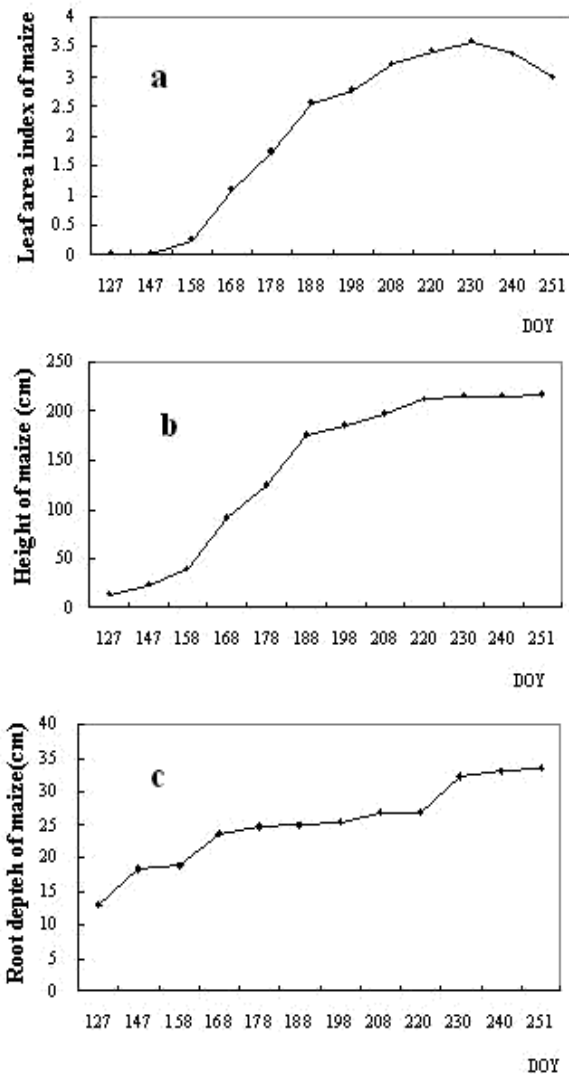 Leaf area index of maize
4
3.5
3
2.5
2
1.5
1
0.5
0
a
127 147 158 168 178 188 198 208 220 230 240 251
DOY
Height of maize (cm)
250
200
150
100
50
0
b
127 147 158 168 178 188 198 208 220 230 240 251
DOY
Root depteh of maize(cm)
40
35
30
25
20
15
10
5
0
c
127 147 158 168 178 188 198 208 220 230 240 251
DOY